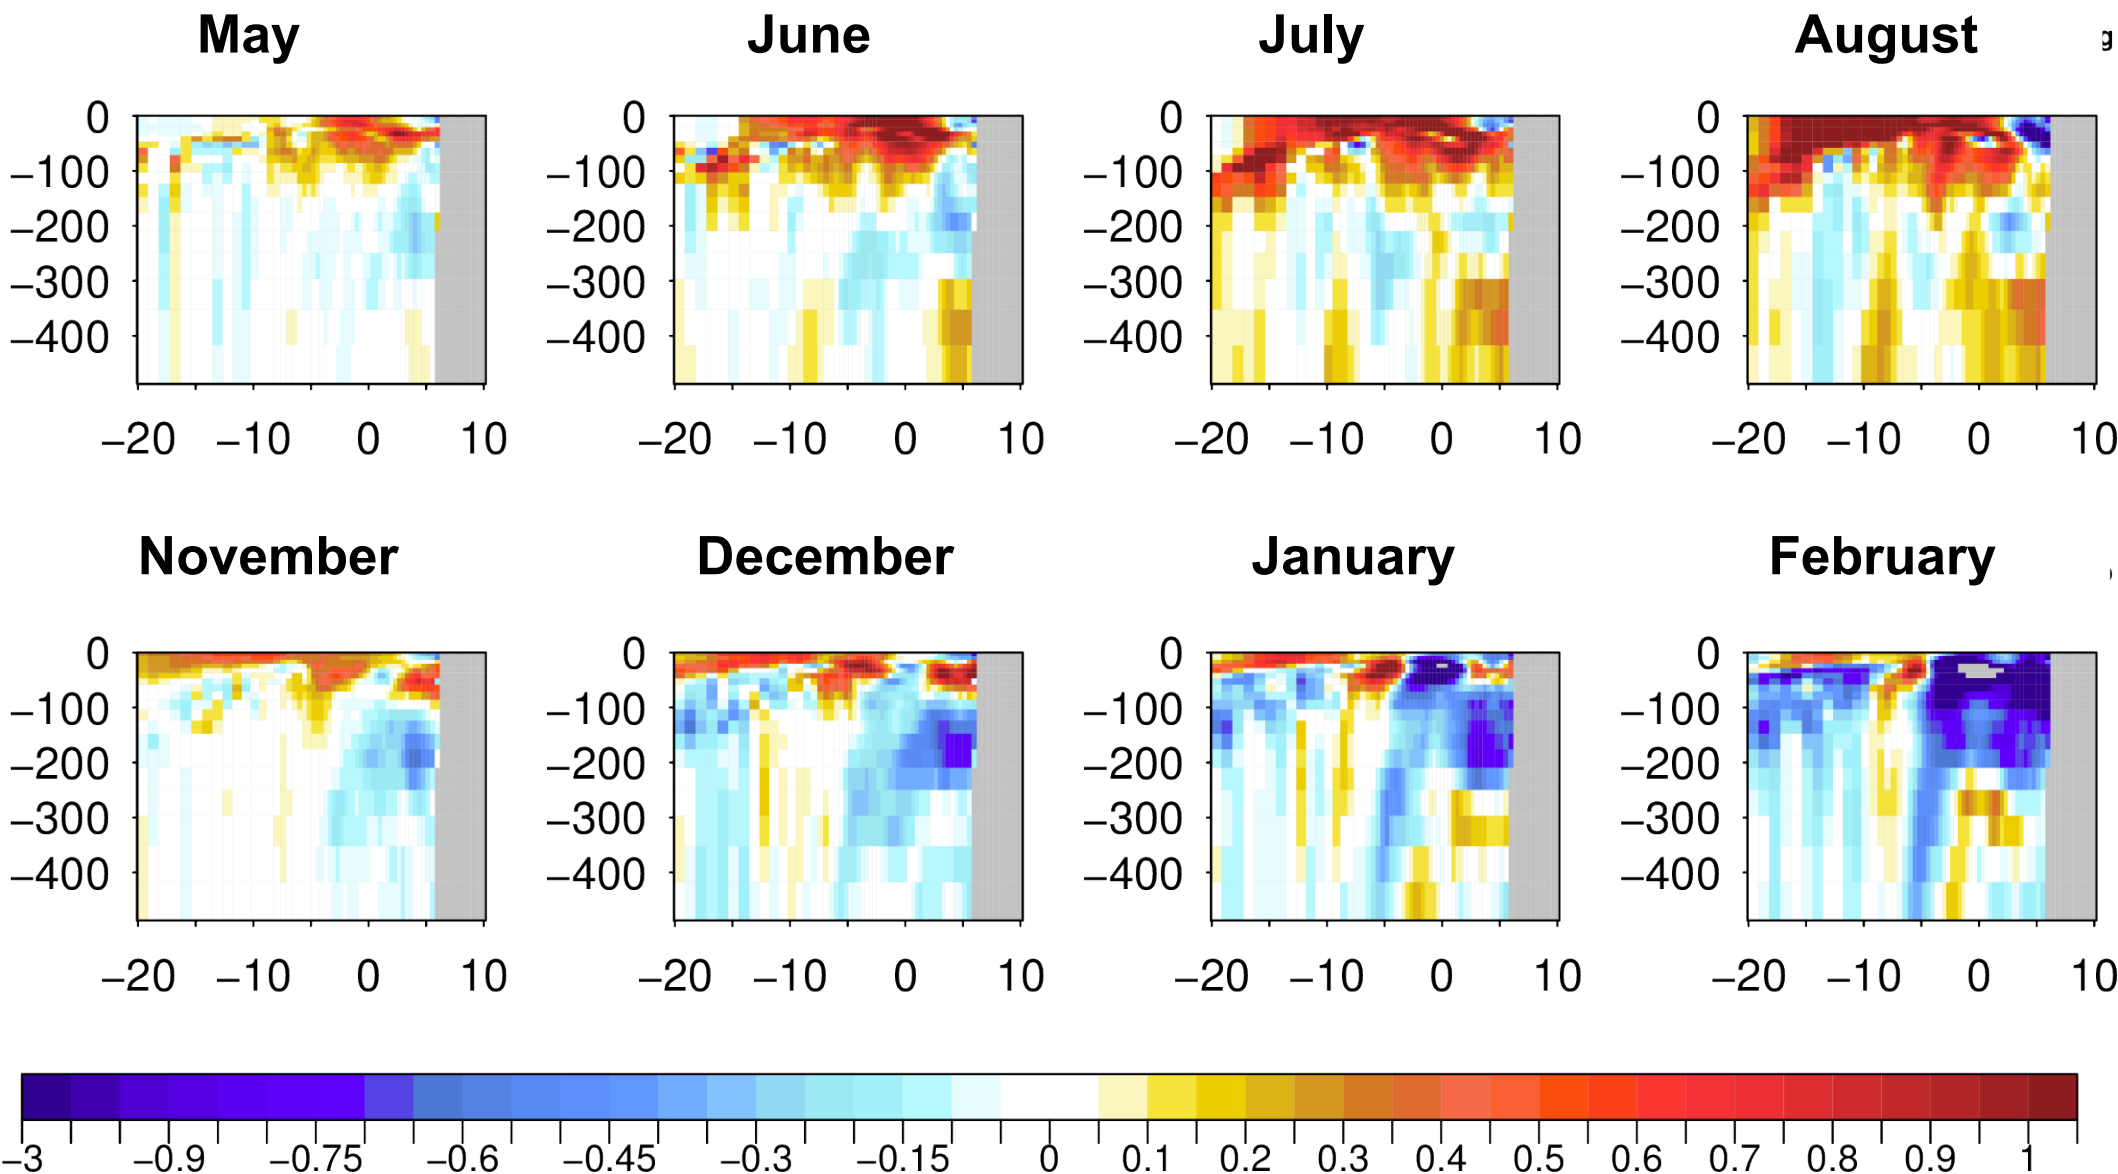 May June July August g
0 0 0 0
−100 −100 −100 −100
−200 −200 −200 −200
−300 −300 −300 −300
−400 −400 −400 −400
−20 −10 0 10 −20 −10 0 10 −20 −10 0 10 −20 −10 0 10
November December January February
0 0 0 0
−100 −100 −100 −100
−200 −200 −200 −200
−300 −300 −300 −300
−400 −400 −400 −400
−20 −10 0 10 −20 −10 0 10 −20 −10 0 10 −20 −10 0 10
−3 −0.9 −0.75 −0.6 −0.45 −0.3 −0.15 0 0.1 0.2 0.3 0.4 0.5 0.6 0.7 0.8 0.9 1